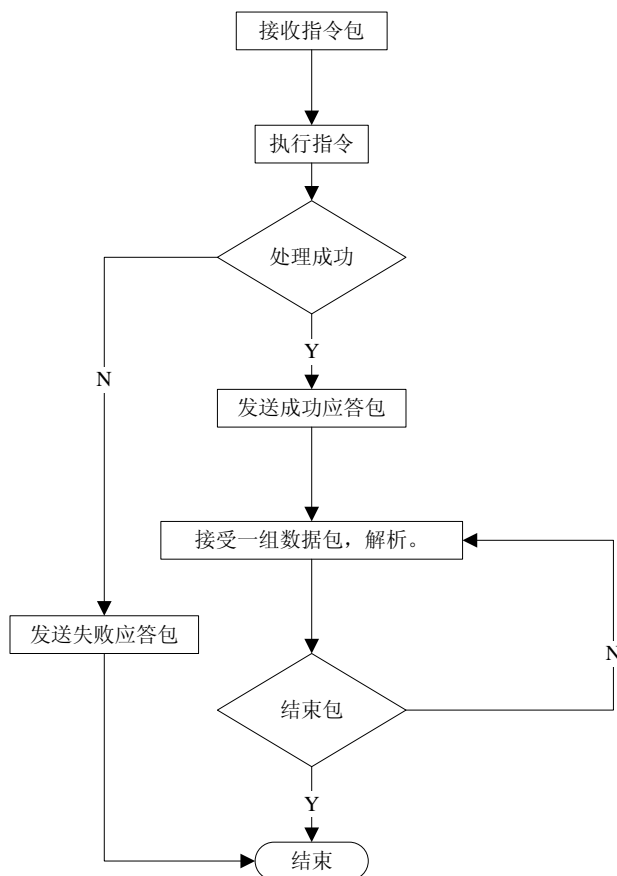 接收指令包
执行指令
处理成功
N
Y
发送成功应答包
接受一组数据包，解析。
发送失败应答包
N
结束包
Y
结束